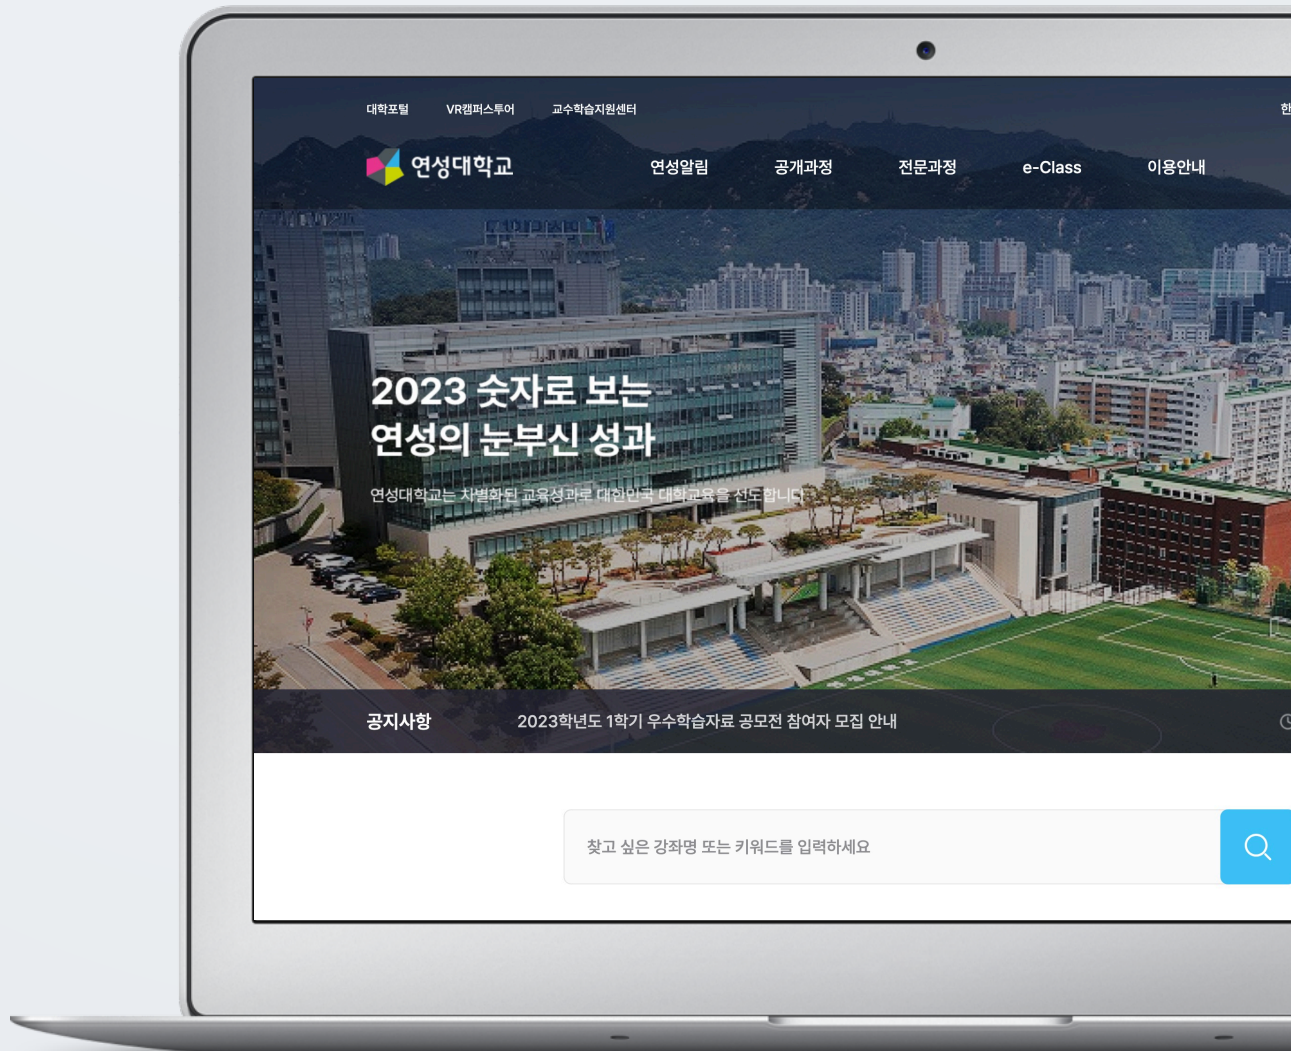 대학포털 VR캠퍼스투어 교수학습지원센터 한
연성대학교 연성알림 공개과정 전문과정 e-Class 이용안내
2023 숫자로 보는
연성의 눈부신 성과
연성대학교는 차별화된 교육성과로 대한민국 대학교육을 선도합니다
연성대학교
공지사항 2023학년도 1학기 우수학습자료 공모전 참여자 모집 안내
찾고 싶은 강좌명 또는 키워드를 입력하세요